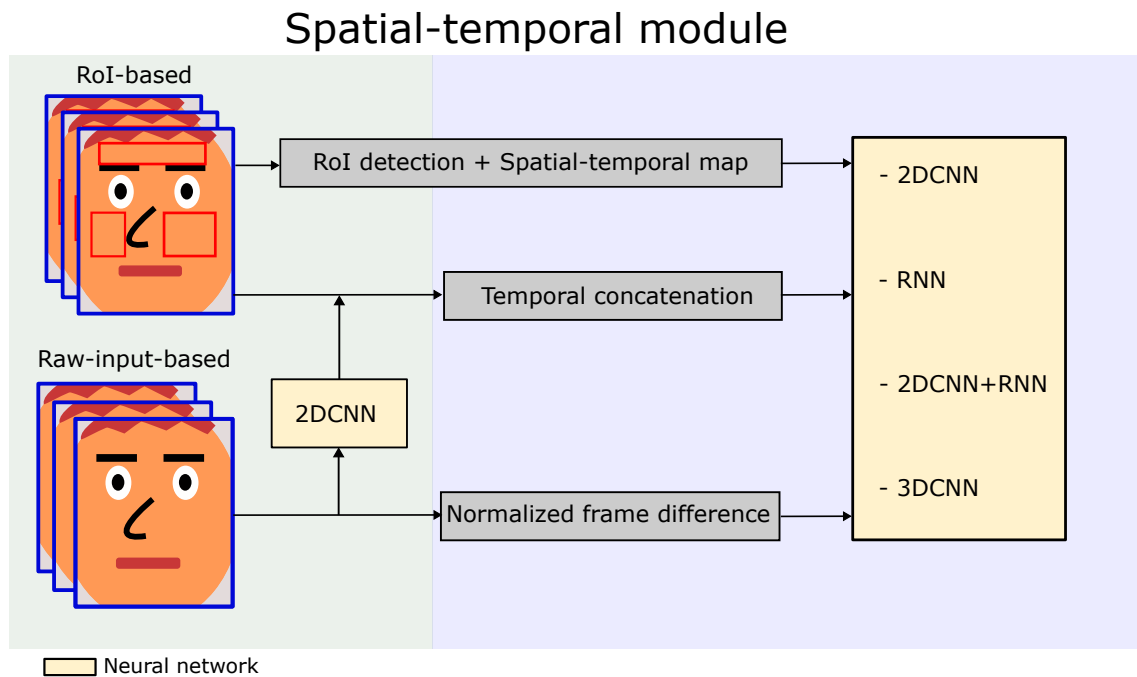 Spatial-temporal module
RoI-based
RoI detection + Spatial-temporal map
Temporal concatenation
Raw-input-based
2DCNN
Normalized frame difference
- 2DCNN
- RNN
- 2DCNN+RNN
- 3DCNN
Neural network